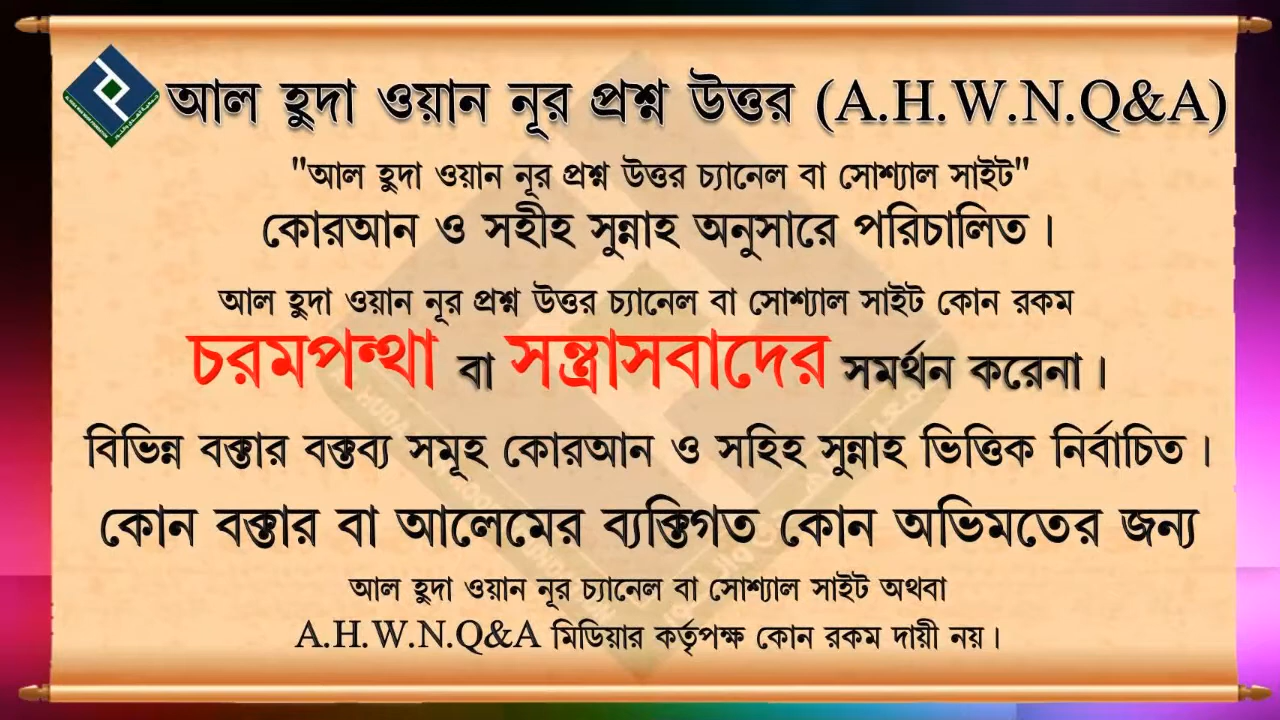 আল হুদা ওয়ান নূর প্রশ্ন উত্তর (A.H.W.N.Q&A)
"আল হুদা ওয়ান নূর প্রশ্ন উত্তর চ্যানেল বা সোশ্যাল সাইট"
কোরআন ও সহীহ সুন্নাহ অনুসারে পরিচালিত ।
আল হুদা ওয়ান নূর প্রশ্ন উত্তর চ্যানেল বা সোশ্যাল সাইট কোন রকম
চরমপন্থা বা সন্ত্রাসবাদের সমর্থন করেনা ।
বিভিন্ন বক্তার বক্তব্য সমূহ কোরআন ও সহিহ সুন্নাহ ভিত্তিক নির্বাচিত ।
কোন বক্তার বা আলেমের ব্যক্তিগত কোন অভিমতের জন্য
আল হুদা ওয়ান নূর চ্যানেল বা সোশ্যাল সাইট অথবা
A.H.W.N.Q&A মিডিয়ার কর্তৃপক্ষ কোন রকম দায়ী নয় ।